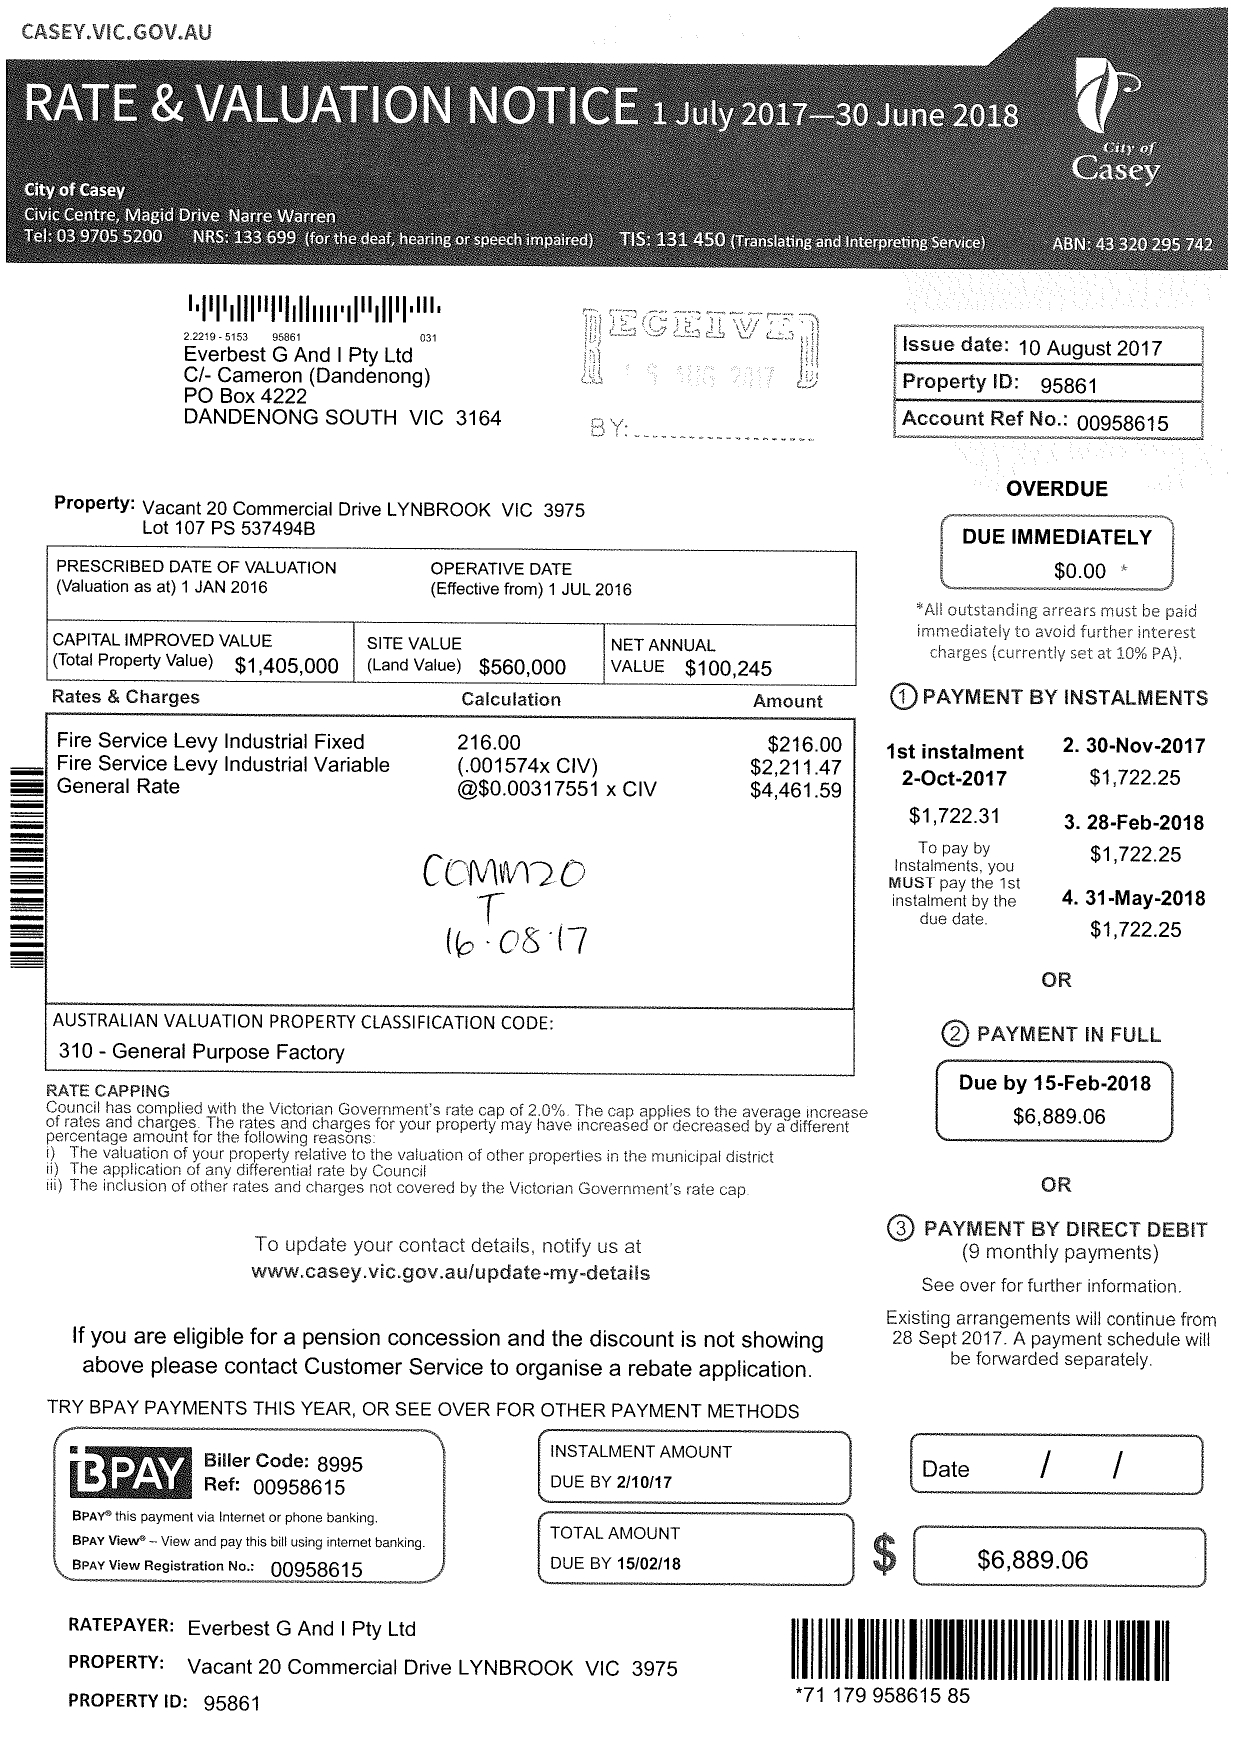 CASEY.VIC.GOV.AU
RATE & VALUATION NOTICE 1 July 2017—30 June 2018
City of
Casey
City of Casey
Civic Centre, Magid Drive Narre Warren
Tel: 03 9705 5200 NRS: 133 699 (for the deaf, hearing or speech impaired) TIS: 131 450 (Translating and Interpreting Service) ABN: 43 320 295 742
2.2219 - 5153 95861 031
Everbest G And I Pty Ltd
C/- Cameron (Dandenong)
PO Box 4222
DANDENONG SOUTH VIC 3164
RECEIVED
AUG 2017
BY:
Issue date: 10 August 2017
Property ID: 95861
Account Ref No.: 00958615
Property: Vacant 20 Commercial Drive LYNBROOK VIC 3975
Lot 107 PS 537494B
PRESCRIBED DATE OF VALUATION
(Valuation as at) 1 JAN 2016
OPERATIVE DATE
(Effective from) 1 JUL 2016
CAPITAL IMPROVED VALUE
(Total Property Value) $1,405,000
SITE VALUE
(Land Value) $560,000
NET ANNUAL
VALUE $100,245
Rates & Charges Calculation Amount
Fire Service Levy Industrial Fixed 216.00 $216.00
Fire Service Levy Industrial Variable (.001574x CIV) $2,211.47
General Rate @$0.00317551 x CIV $4,461.59
COMM20
T
16.08.17
AUSTRALIAN VALUATION PROPERTY CLASSIFICATION CODE:
310 - General Purpose Factory
RATE CAPPING
Council has complied with the Victorian Government's rate cap of 2.0%. The cap applies to the average increase
of rates and charges. The rates and charges for your property may have increased or decreased by a different
percentage amount for the following reasons:
i) The valuation of your property relative to the valuation of other properties in the municipal district
ii) The application of any differential rate by Council
iii) The inclusion of other rates and charges not covered by the Victorian Government's rate cap.
To update your contact details, notify us at
www.casey.vic.gov.au/update-my-details
If you are eligible for a pension concession and the discount is not showing
above please contact Customer Service to organise a rebate application.
OVERDUE
DUE IMMEDIATELY
$0.00 *
*All outstanding arrears must be paid
immediately to avoid further interest
charges (currently set at 10% PA).
1 PAYMENT BY INSTALMENTS
1st instalment
2-Oct-2017
$1,722.31
To pay by
Instalments, you
MUST pay the 1st
instalment by the
due date.
2. 30-Nov-2017
$1,722.25
3. 28-Feb-2018
$1,722.25
4. 31-May-2018
$1,722.25
OR
2 PAYMENT IN FULL
Due by 15-Feb-2018
$6,889.06
OR
3 PAYMENT BY DIRECT DEBIT
(9 monthly payments)
See over for further information.
Existing arrangements will continue from
28 Sept 2017. A payment schedule will
be forwarded separately.
TRY BPAY PAYMENTS THIS YEAR, OR SEE OVER FOR OTHER PAYMENT METHODS
BPAY
Biller Code: 8995
Ref: 00958615
BPAY® this payment via Internet or phone banking.
BPAY View® – View and pay this bill using internet banking.
BPAY View Registration No.: 00958615
INSTALMENT AMOUNT
DUE BY 2/10/17
TOTAL AMOUNT
DUE BY 15/02/18
Date / /
$ $6,889.06
RATEPAYER: Everbest G And I Pty Ltd
PROPERTY: Vacant 20 Commercial Drive LYNBROOK VIC 3975
PROPERTY ID: 95861
*71 179 958615 85